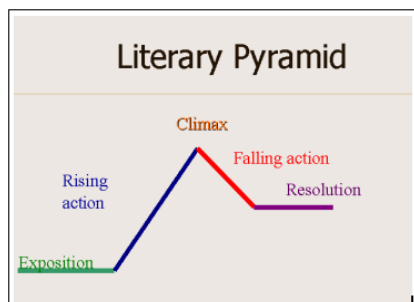 Literary Pyramid
Climax
Falling action
Rising
action
Resolution
Exposition